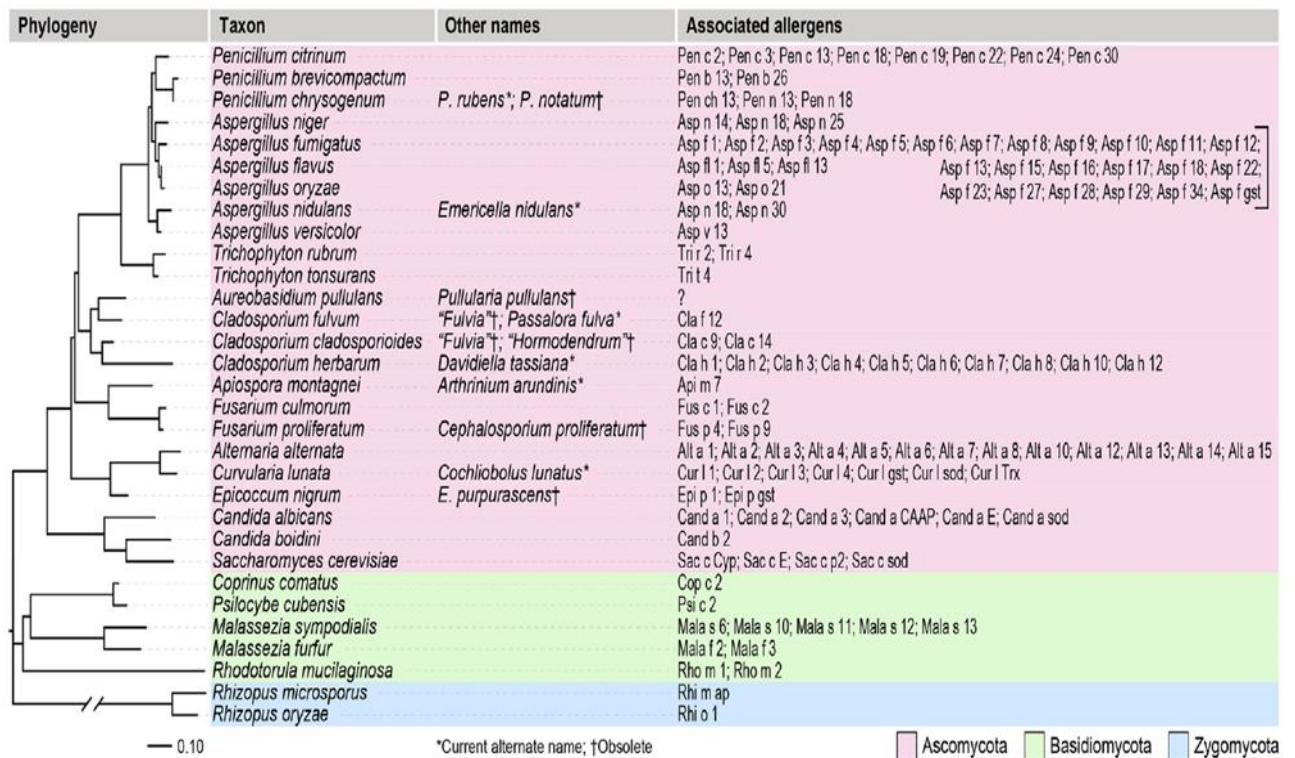 Phylogeny Taxon Other names Associated allergens
Penicillium citrinum Pen c 2; Pen c 3; Pen c 13; Pen c 18; Pen c 19; Pen c 22; Pen c 24; Pen c 30
Penicillium brevicompactum Pen b 13; Pen b 26
Penicillium chrysogenum P. rubens*; P. notatum† Pen ch 13; Pen n 13; Pen n 18
Aspergillus niger Asp n 14; Asp n 18; Asp n 25
Aspergillus fumigatus Asp f 1; Asp f 2; Asp f 3; Asp f 4; Asp f 5; Asp f 6; Asp f 7; Asp f 8; Asp f 9; Asp f 10; Asp f 11; Asp f 12;
Aspergillus flavus Asp fl 1; Asp fl 5; Asp fl 13 Asp f 13; Asp f 15; Asp f 16; Asp f 17; Asp f 18; Asp f 22;
Aspergillus oryzae Asp o 13; Asp o 21 Asp f 23; Asp f 27; Asp f 28; Asp f 29; Asp f 34; Asp f gst
Aspergillus nidulans Emericella nidulans* Asp n 18; Asp n 30
Aspergillus versicolor Asp v 13
Trichophyton rubrum Tri r 2; Tri r 4
Trichophyton tonsurans Tri t 4
Aureobasidium pullulans Pullularia pullulans† ?
Cladosporium fulvum "Fulvia"†; Passalora fulva* Cla f 12
Cladosporium cladosporioides "Fulvia"†; "Hormodendrum"† Cla c 9; Cla c 14
Cladosporium herbarum Davidiella tassiana* Cla h 1; Cla h 2; Cla h 3; Cla h 4; Cla h 5; Cla h 6; Cla h 7; Cla h 8; Cla h 10; Cla h 12
Apiospora montagnei Arthrinium arundinis* Api m 7
Fusarium culmorum Fus c 1; Fus c 2
Fusarium proliferatum Cephalosporium proliferatum† Fus p 4; Fus p 9
Alternaria alternata Alt a 1; Alt a 2; Alt a 3; Alt a 4; Alt a 5; Alt a 6; Alt a 7; Alt a 8; Alt a 10; Alt a 12; Alt a 13; Alt a 14; Alt a 15
Curvularia lunata Cochliobolus lunatus* Cur l 1; Cur l 2; Cur l 3; Cur l 4; Cur l gst; Cur l sod; Cur l Trx
Epicoccum nigrum E. purpurascens† Epi p 1; Epi p gst
Candida albicans Cand a 1; Cand a 2; Cand a 3; Cand a CAAP; Cand a E; Cand a sod
Candida boidini Cand b 2
Saccharomyces cerevisiae Sac c Cyp; Sac c E; Sac c p2; Sac c sod
Coprinus comatus Cop c 2
Psilocybe cubensis Psi c 2
Malassezia sympodialis Mala s 6; Mala s 10; Mala s 11; Mala s 12; Mala s 13
Malassezia furfur Mala f 2; Mala f 3
Rhodotorula mucilaginosa Rho m 1; Rho m 2
Rhizopus microsporus Rhi m ap
Rhizopus oryzae Rhi o 1
0.10 *Current alternate name; †Obsolete Ascomycota Basidiomycota Zygomycota